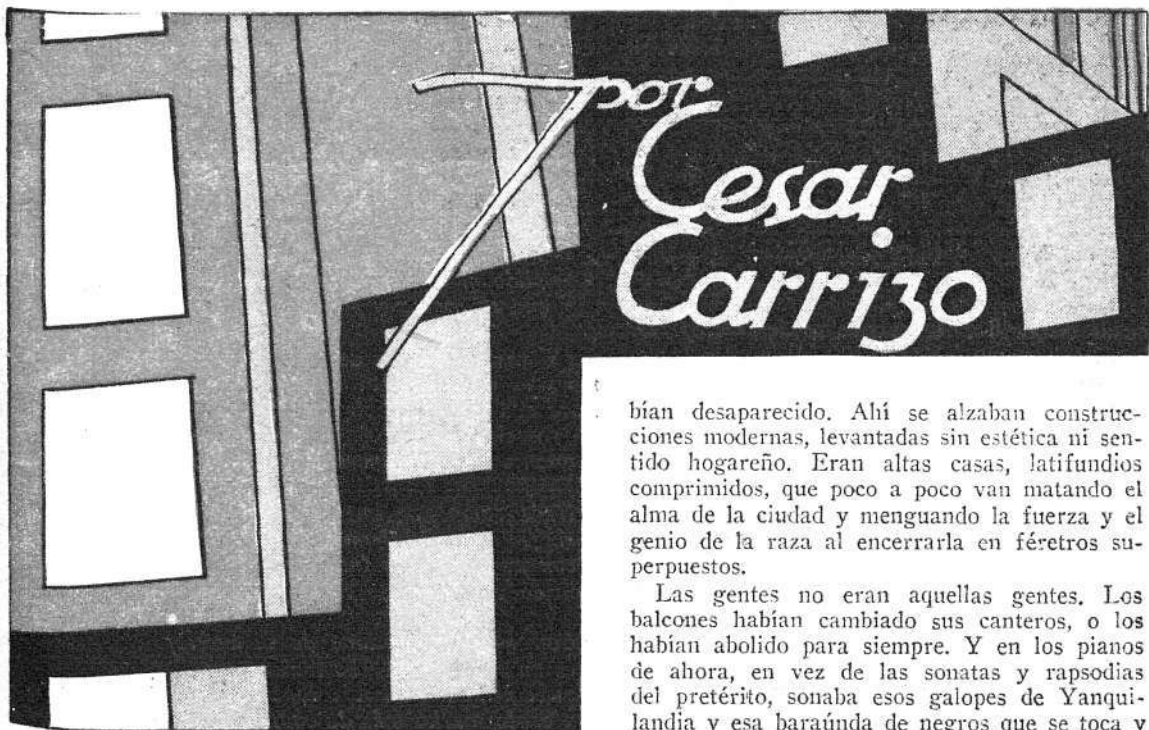 por
Cesar
Carrizo
bían desaparecido. Ahí se alzaban construc-
ciones modernas, levantadas sin estética ni sen-
tido hogareño. Eran altas casas, latifundios
comprimidos, que poco a poco van matando el
alma de la ciudad y menguando la fuerza y el
genio de la raza al encerrarla en féretros su-
perpuestos.
Las gentes no eran aquellas gentes. Los
balcones habían cambiado sus canteros, o los
habían abolido para siempre. Y en los pianos
de ahora, en vez de las sonatas y rapsodias
del pretérito, sonaba esos galopes de Yanqui-
landia y esa baraúnda de negros que se toca y